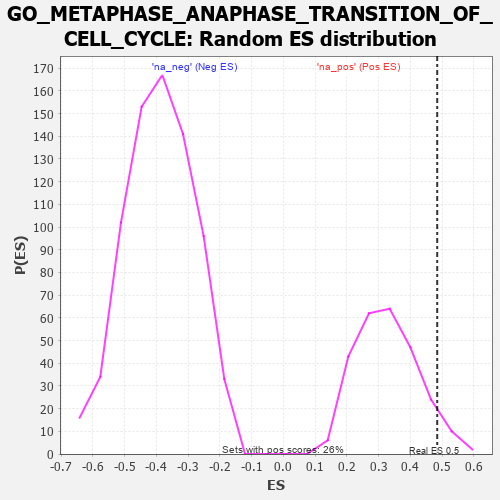 GO_METAPHASE_ANAPHASE_TRANSITION_OF_
CELL_CYCLE: Random ES distribution
'na_neg' (Neg ES)
'na_pos' (Pos ES)
170
160
150
140
130
120
110
100
90
80
70
60
50
40
30
20
10
0
P(ES)
Sets with pos scores: 26%
Real ES 0.5
-0.7 -0.6 -0.5 -0.4 -0.3 -0.2 -0.1 0.0 0.1 0.2 0.3 0.4 0.5 0.6
ES